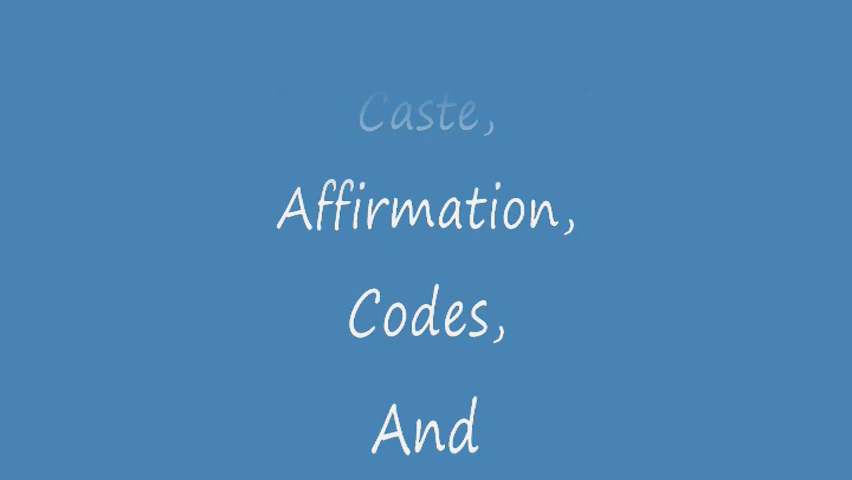 Caste,
Affirmation,
Codes,
And